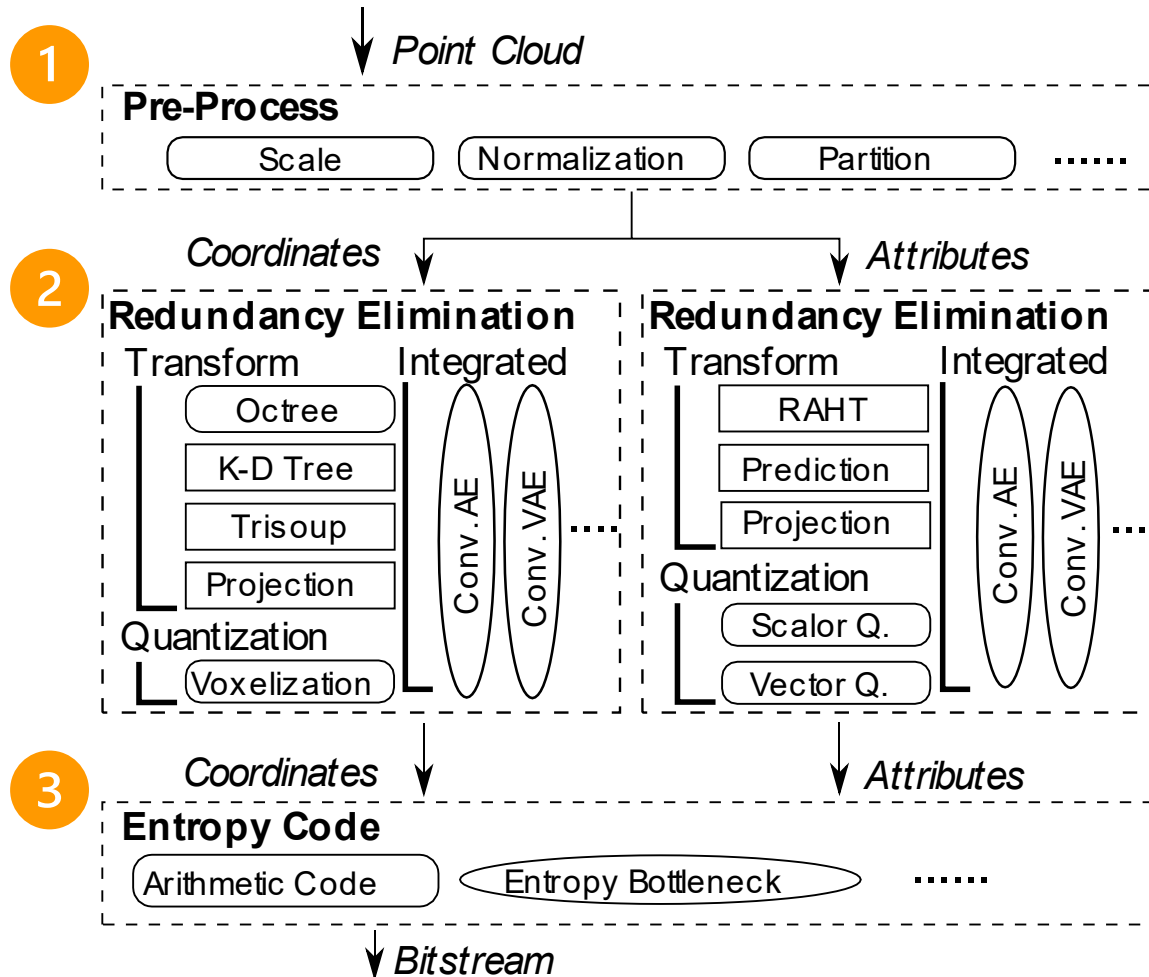 1
Point Cloud
Pre-Process
Scale
Normalization
Partition
......
Coordinates
Attributes
2
Redundancy Elimination
Transform
Integrated
Octree
K-D Tree
Trisoup
Projection
Quantization
Voxelization
Conv. AE
Conv. VAE
....
Redundancy Elimination
Transform
Integrated
RAHT
Prediction
Projection
Quantization
Scalor Q.
Vector Q.
Conv. AE
Conv. VAE
....
Coordinates
Attributes
3
Entropy Code
Arithmetic Code
Entropy Bottleneck
......
Bitstream